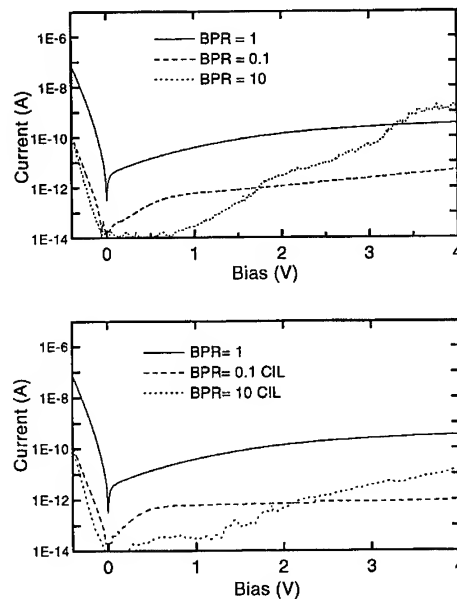 1E-6
1E-8
1E-10
1E-12
1E-14
Current (A)
BPR = 1
BPR = 0.1
BPR = 10
0
1
2
3
4
Bias (V)
1E-6
1E-8
1E-10
1E-12
1E-14
Current (A)
BPR= 1
BPR= 0.1 CIL
BPR= 10 CIL
0
1
2
3
4
Bias (V)